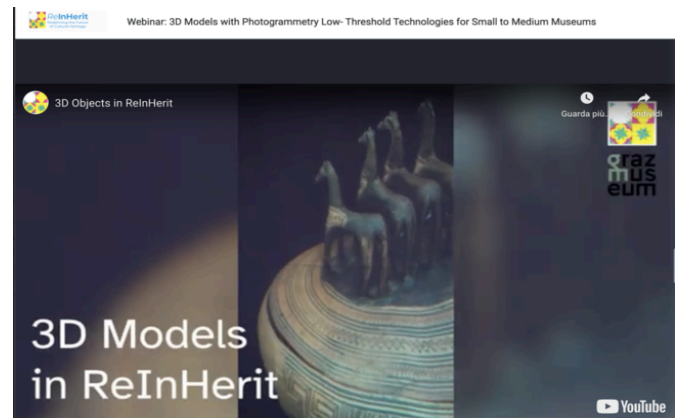 ReInHerit
Webinar: 3D Models with Photogrammetry Low- Threshold Technologies for Small to Medium Museums
3D Objects in ReInHerit
Guarda più...
graz
mus
eum
3D Models
in ReInHerit
YouTube